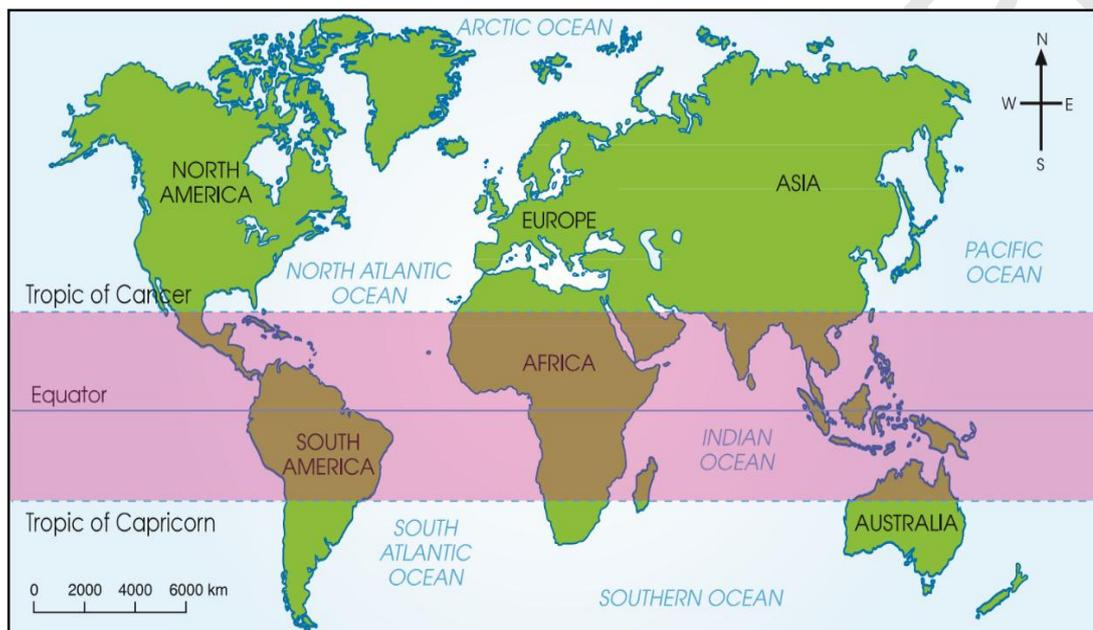 ARCTIC OCEAN
N
W
E
S
NORTH
AMERICA
ASIA
EUROPE
PACIFIC
OCEAN
NORTH ATLANTIC
OCEAN
Tropic of Cancer
AFRICA
Equator
INDIAN
OCEAN
SOUTH
AMERICA
Tropic of Capricorn
SOUTH
ATLANTIC
OCEAN
AUSTRALIA
0 2000 4000 6000 km
SOUTHERN OCEAN